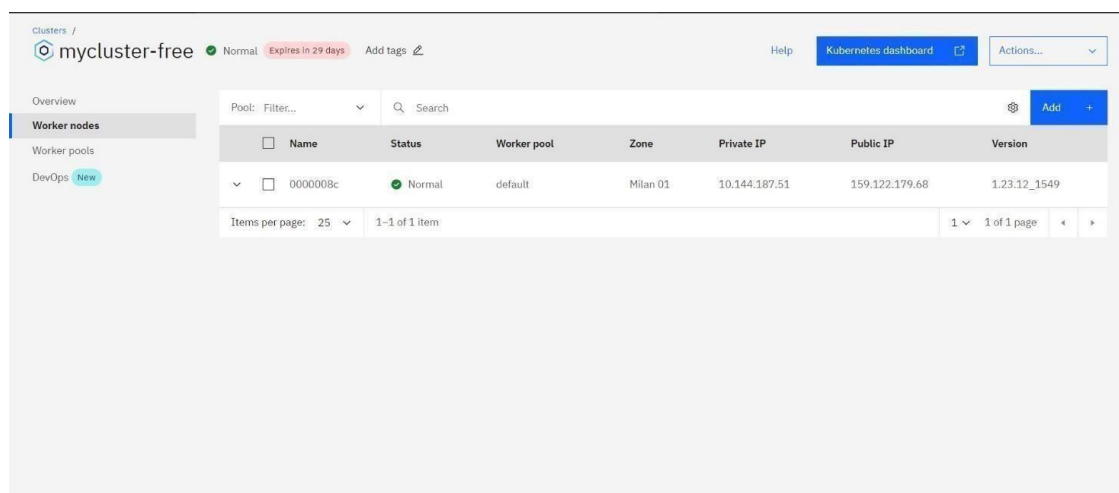 Clusters /
mycluster-free Normal Expires in 29 days Add tags Help Kubernetes dashboard Actions...
Overview
Worker nodes
Worker pools
DevOps New
Pool: Filter... Search Add +
Name Status Worker pool Zone Private IP Public IP Version
0000008c Normal default Milan 01 10.144.187.51 159.122.179.68 1.23.12_1549
Items per page: 25 1–1 of 1 item 1 1 of 1 page